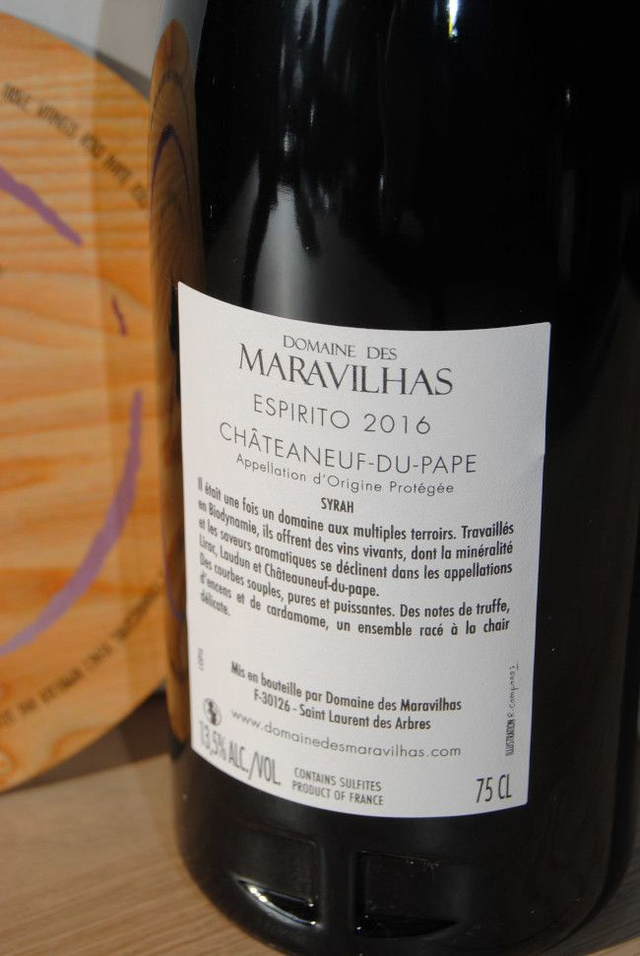 DOMAINE DES
MARAVILHAS
ESPIRITO 2016
CHÂTEANEUF-DU-PAPE
Appellation d'Origine Protégée
SYRAH
Il était une fois un domaine aux multiples terroirs. Travaillés
en Biodynamie, ils offrent des vins vivants, dont la minéralité
et les saveurs aromatiques se déclinent dans les appellations
Lirac, Laudun et Châteauneuf-du-pape.
Des courbes souples, pures et puissantes. Des notes de truffe,
d'encens et de cardamome, un ensemble racé à la chair
délicate.
Mis en bouteille par Domaine des Maravilhas
F-30126 - Saint Laurent des Arbres
www.domainedesmaravilhas.com
13,5% ALC/VOL
CONTAINS SULFITES
PRODUCT OF FRANCE
75 CL
ILLUSTRATION R.